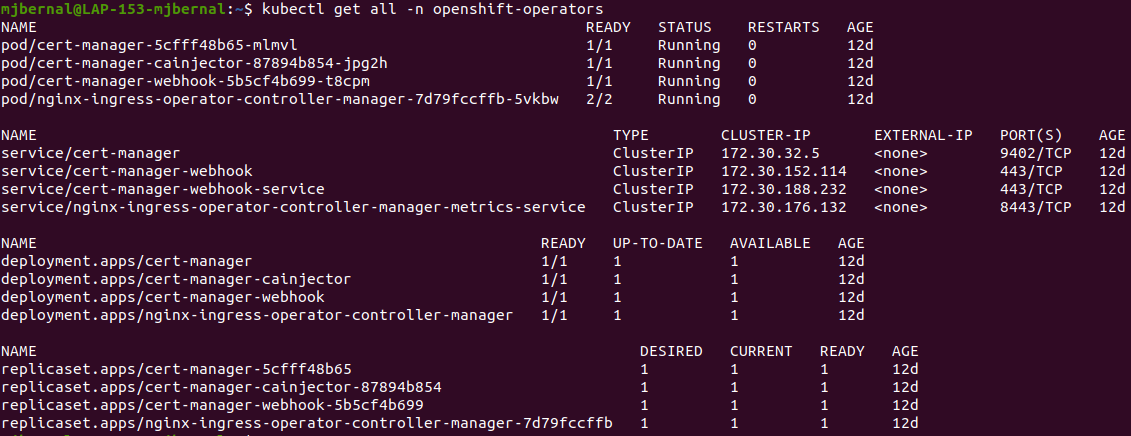 mjbernal@LAP-153-mjbernal:~$ kubectl get all -n openshift-operators
NAME READY STATUS RESTARTS AGE
pod/cert-manager-5cfff48b65-mlmvl 1/1 Running 0 12d
pod/cert-manager-cainjector-87894b854-jpg2h 1/1 Running 0 12d
pod/cert-manager-webhook-5b5cf4b699-t8cpm 1/1 Running 0 12d
pod/nginx-ingress-operator-controller-manager-7d79fccffb-5vkbw 2/2 Running 0 12d
NAME TYPE CLUSTER-IP EXTERNAL-IP PORT(S) AGE
service/cert-manager ClusterIP 172.30.32.5 <none> 9402/TCP 12d
service/cert-manager-webhook ClusterIP 172.30.152.114 <none> 443/TCP 12d
service/cert-manager-webhook-service ClusterIP 172.30.188.232 <none> 443/TCP 12d
service/nginx-ingress-operator-controller-manager-metrics-service ClusterIP 172.30.176.132 <none> 8443/TCP 12d
NAME READY UP-TO-DATE AVAILABLE AGE
deployment.apps/cert-manager 1/1 1 1 12d
deployment.apps/cert-manager-cainjector 1/1 1 1 12d
deployment.apps/cert-manager-webhook 1/1 1 1 12d
deployment.apps/nginx-ingress-operator-controller-manager 1/1 1 1 12d
NAME DESIRED CURRENT READY AGE
replicaset.apps/cert-manager-5cfff48b65 1 1 1 12d
replicaset.apps/cert-manager-cainjector-87894b854 1 1 1 12d
replicaset.apps/cert-manager-webhook-5b5cf4b699 1 1 1 12d
replicaset.apps/nginx-ingress-operator-controller-manager-7d79fccffb 1 1 1 12d